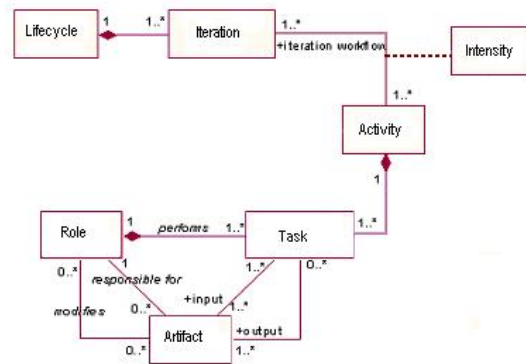 Lifecycle
1
1..*
Iteration
1..*
+iteration workflow
Intensity
1..*
Activity
1
1..*
Role
1
performs
1..*
Task
0..*
1
responsible for
1..*
0..*
modifies
+input
0..*
1..*
0..*
Artifact
+output
1..*